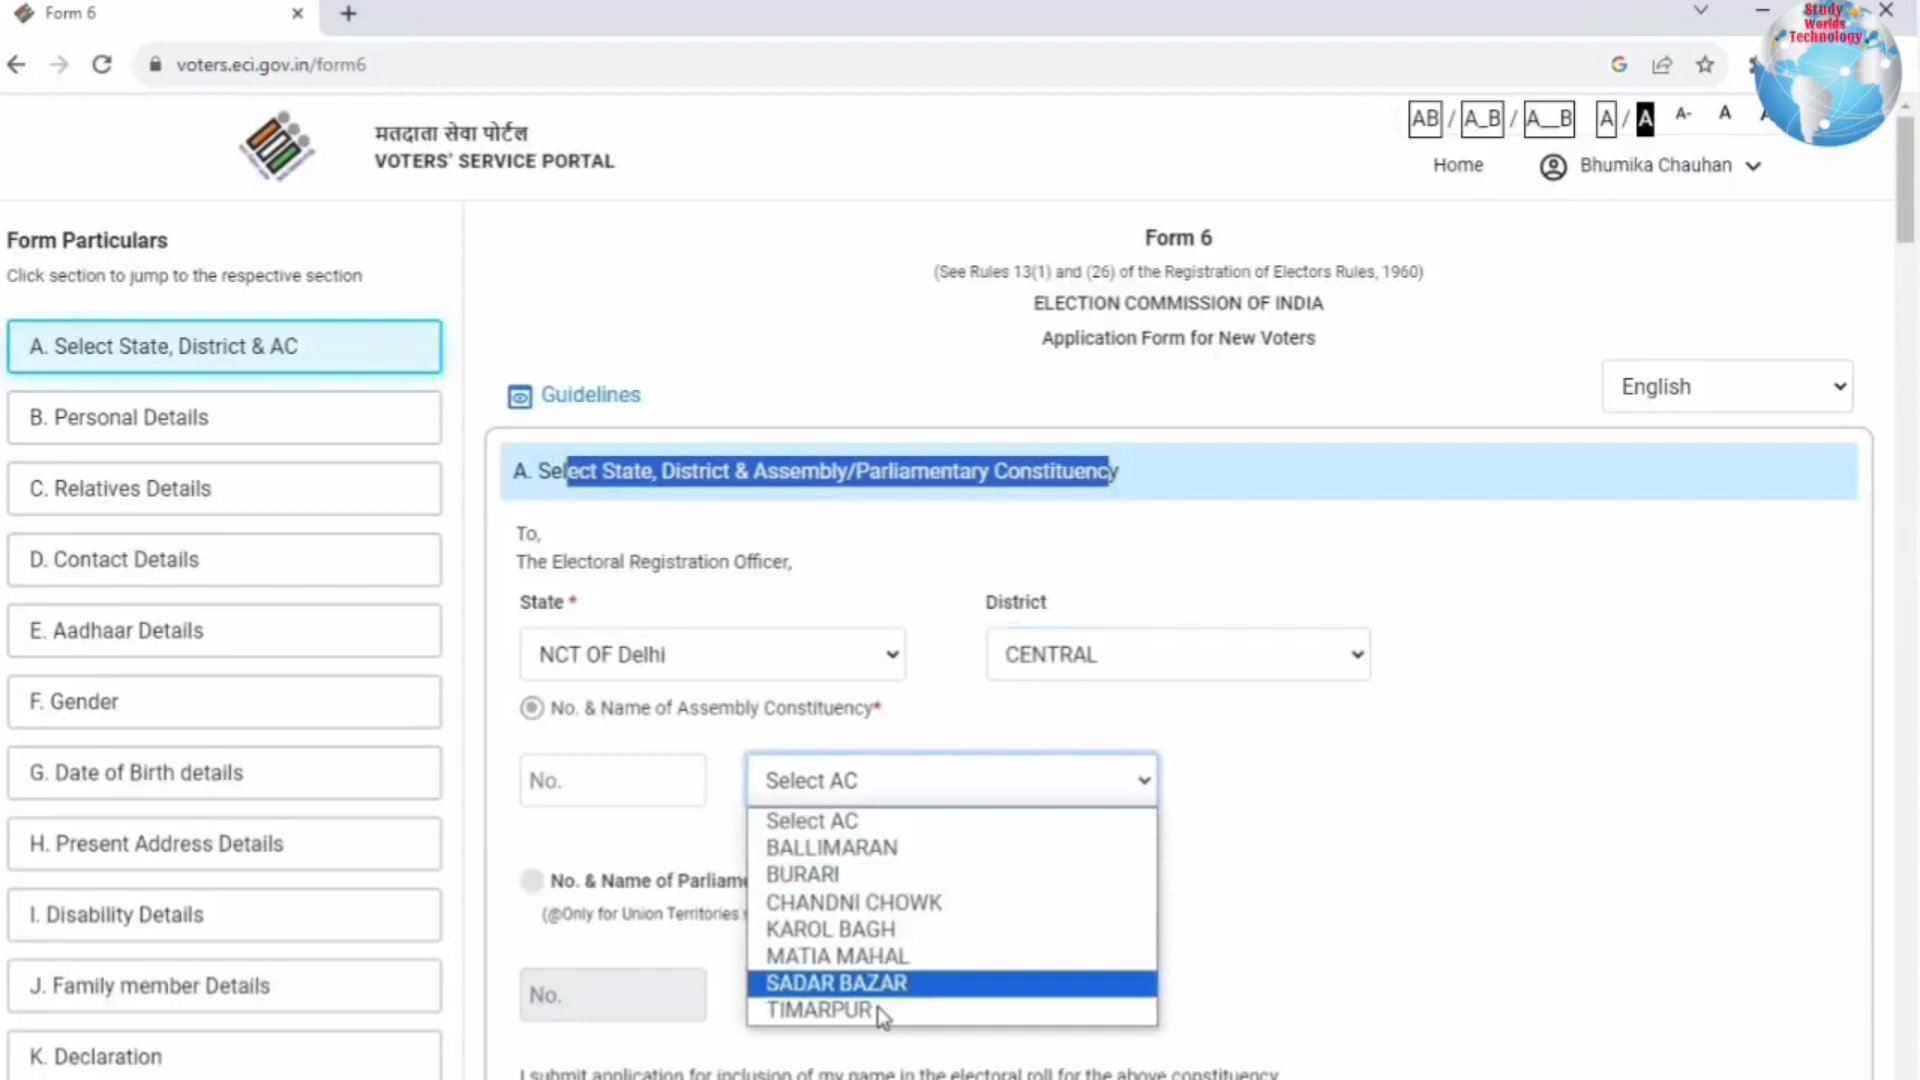 Form 6
voters.eci.gov.in/form6
Study
Worlds
Technology
मतदाता सेवा पोर्टल
VOTERS' SERVICE PORTAL
AB / A_B / A__B A / A A- A
Home
Bhumika Chauhan
Form Particulars
Click section to jump to the respective section
A. Select State, District & AC
B. Personal Details
C. Relatives Details
D. Contact Details
E. Aadhaar Details
F. Gender
G. Date of Birth details
H. Present Address Details
I. Disability Details
J. Family member Details
K. Declaration
Form 6
(See Rules 13(1) and (26) of the Registration of Electors Rules, 1960)
ELECTION COMMISSION OF INDIA
Application Form for New Voters
Guidelines
English
A. Select State, District & Assembly/Parliamentary Constituency
To,
The Electoral Registration Officer,
State *
District
NCT OF Delhi
CENTRAL
No. & Name of Assembly Constituency*
No.
Select AC
Select AC
BALLIMARAN
BURARI
CHANDNI CHOWK
KAROL BAGH
MATIA MAHAL
SADAR BAZAR
TIMARPUR
No. & Name of Parliame
(@Only for Union Territories
No.
I submit application for inclusion of my name in the electoral roll for the above constituency